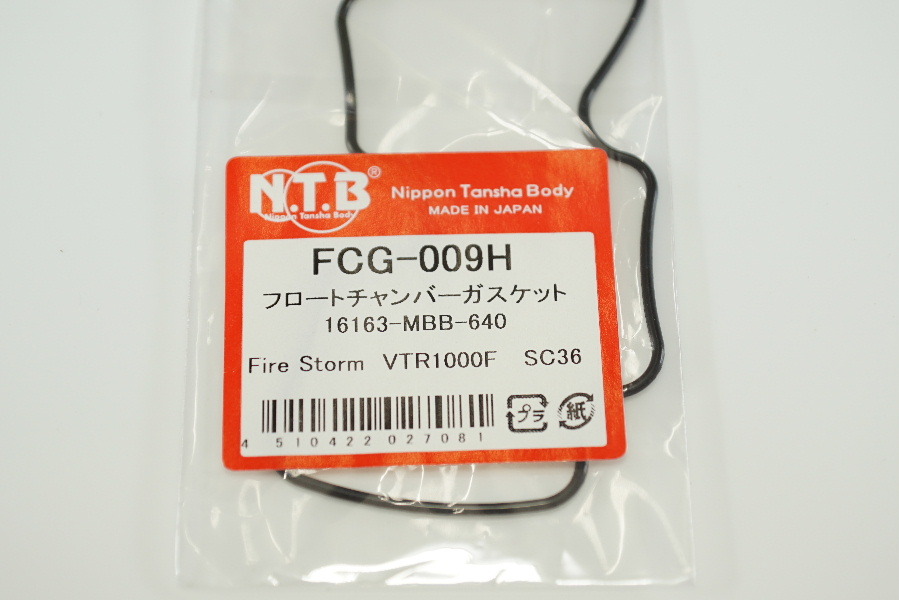 N.T.B®
Nippon Tansha Body
Nippon Tansha Body
MADE IN JAPAN
FCG-009H
フロートチャンバーガスケット
16163-MBB-640
Fire Storm VTR1000F SC36
プラ 紙
4 510422 027081